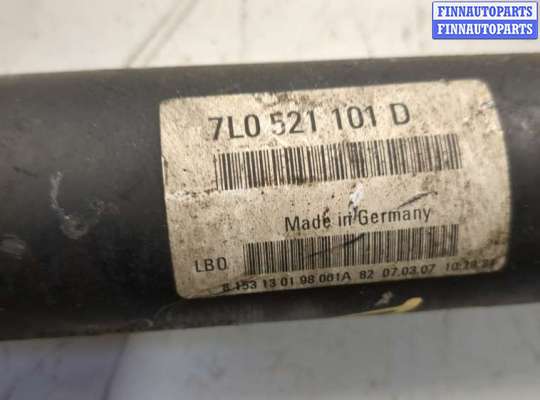 FINNAUTOPARTS
FINNAUTOPARTS
7L0 521 101 D
Made in Germany
LBO
8 153 13 01 98 001A 82 07.03.07